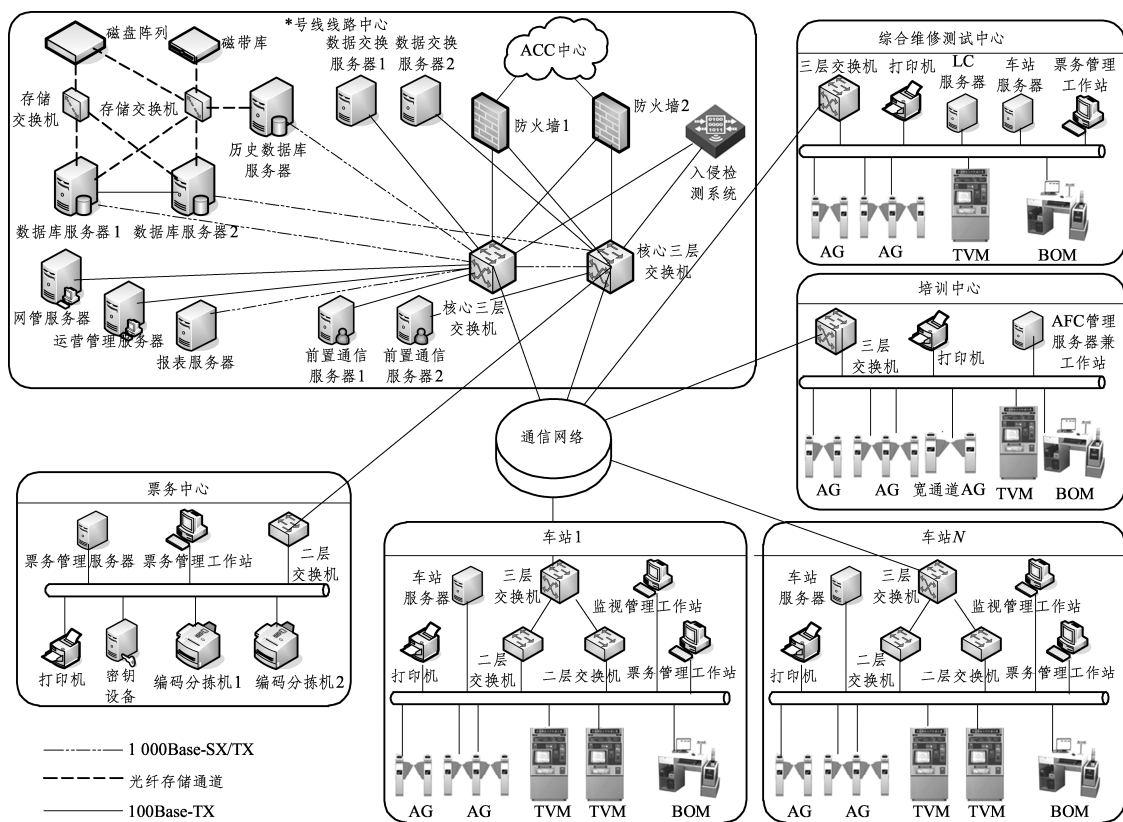 *号线线路中心
磁盘阵列
磁带库
数据交换
服务器1
数据交换
服务器2
ACC中心
存储
交换机
存储交换机
历史数据库
服务器
防火墙1
防火墙2
0100
0000
1011
入侵检
测系统
数据库服务器1
数据库服务器2
核心三层
交换机
网管服务器
运营管理服务器
报表服务器
前置通信
服务器1
前置通信
服务器2
核心三层
交换机
综合维修测试中心
三层交换机
打印机
LC
服务器
车站
服务器
票务管理
工作站
AG
AG
TVM
BOM
培训中心
三层
交换机
打印机
AFC管理
服务器兼
工作站
AG
AG
宽通道AG
TVM
BOM
通信网络
票务中心
票务管理服务器
票务管理工作站
二层
交换机
打印机
密钥
设备
编码分拣机1
编码分拣机2
车站1
车站
服务器
三层
交换机
监视管理工作站
打印机
二层
交换机
二层交换机
票务管理工作站
AG
AG
TVM
TVM
BOM
车站N
车站
服务器
三层
交换机
监视管理工作站
打印机
二层
交换机
二层交换机
票务管理工作站
AG
AG
TVM
TVM
BOM
1 000Base-SX/TX
光纤存储通道
100Base-TX